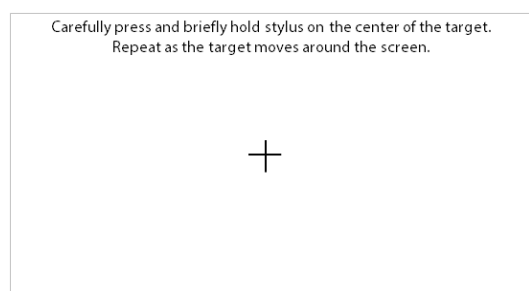 Carefully press and briefly hold stylus on the center of the target.
Repeat as the target moves around the screen.